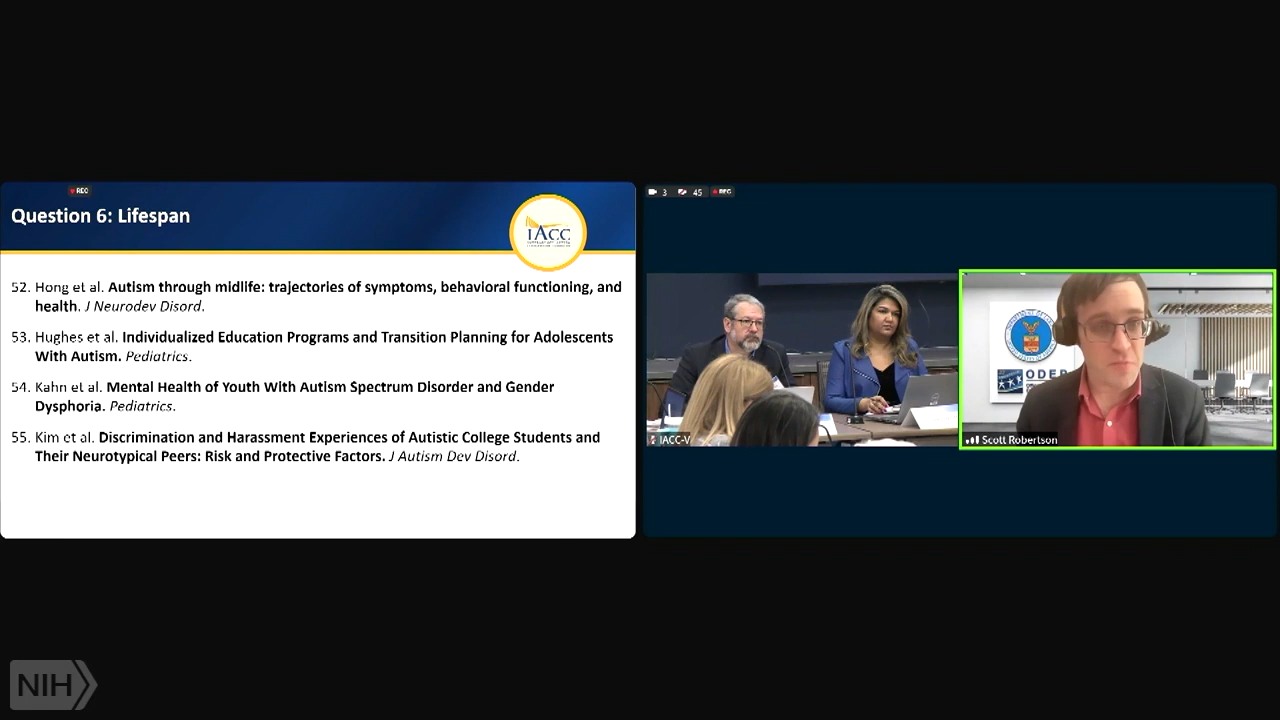 REC
Question 6: Lifespan
IACC
52. Hong et al. Autism through midlife: trajectories of symptoms, behavioral functioning, and
health. J Neurodev Disord.
53. Hughes et al. Individualized Education Programs and Transition Planning for Adolescents
With Autism. Pediatrics.
54. Kahn et al. Mental Health of Youth With Autism Spectrum Disorder and Gender
Dysphoria. Pediatrics.
55. Kim et al. Discrimination and Harassment Experiences of Autistic College Students and
Their Neurotypical Peers: Risk and Protective Factors. J Autism Dev Disord.
3 45 REC
IACC-V
ODEP
Scott Robertson
NIH